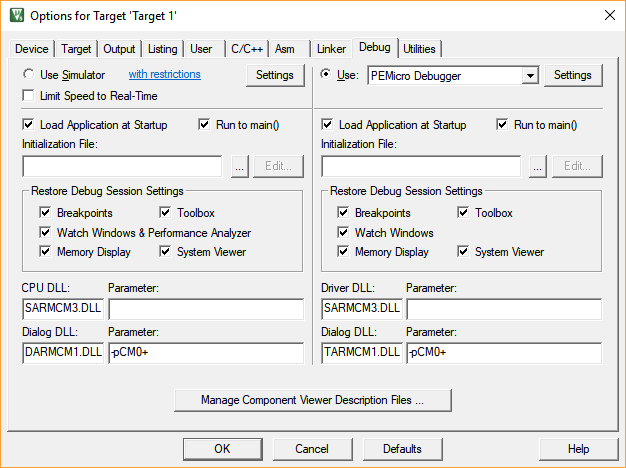 Options for Target 'Target 1'
Device Target Output Listing User C/C++ Asm Linker Debug Utilities
Use Simulator with restrictions Settings Use: PEMicro Debugger Settings
Limit Speed to Real-Time
Load Application at Startup Run to main() Load Application at Startup Run to main()
Initialization File: Initialization File:
... Edit... ... Edit...
Restore Debug Session Settings Restore Debug Session Settings
Breakpoints Toolbox Breakpoints Toolbox
Watch Windows & Performance Analyzer Watch Windows
Memory Display System Viewer Memory Display System Viewer
CPU DLL: Parameter: Driver DLL: Parameter:
SARMCM3.DLL SARMCM3.DLL
Dialog DLL: Parameter: Dialog DLL: Parameter:
DARMCM1.DLL -pCM0+ TARMCM1.DLL -pCM0+
Manage Component Viewer Description Files ...
OK Cancel Defaults Help